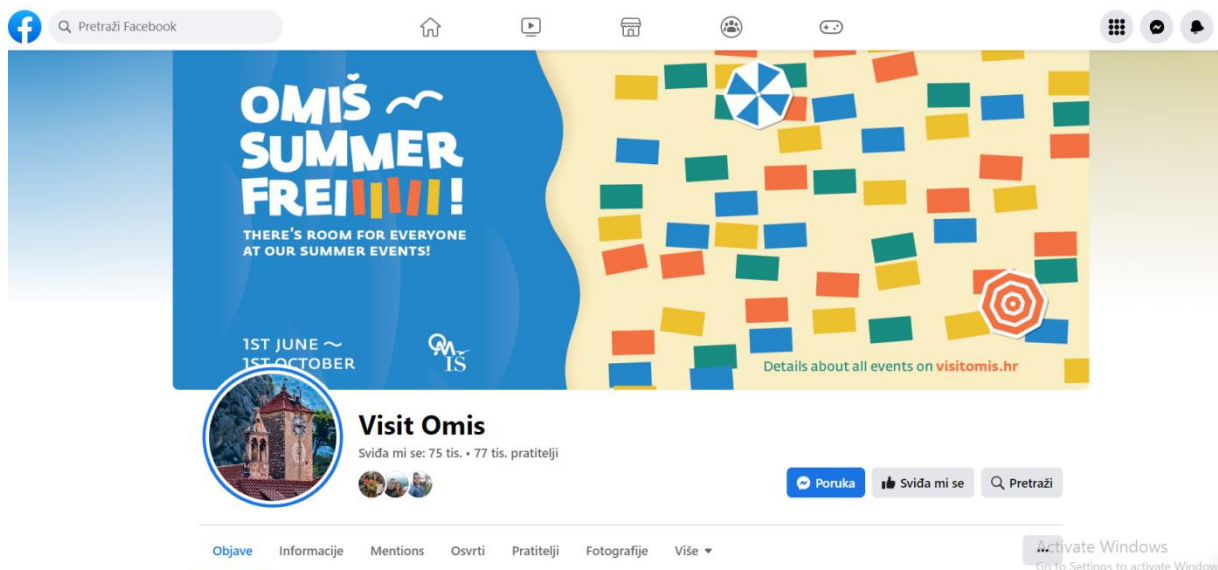 Pretraži Facebook
OMIŠ
SUMMER
FREI !
THERE'S ROOM FOR EVERYONE
AT OUR SUMMER EVENTS!
1ST JUNE ~
1ST OCTOBER
OMIŠ
Details about all events on visitomis.hr
Visit Omis
Sviđa mi se: 75 tis. • 77 tis. pratitelji
Poruka
Sviđa mi se
Pretraži
Objave Informacije Mentions Osvrti Pratitelji Fotografije Više
Activate Windows
Go to Settings to activate Window